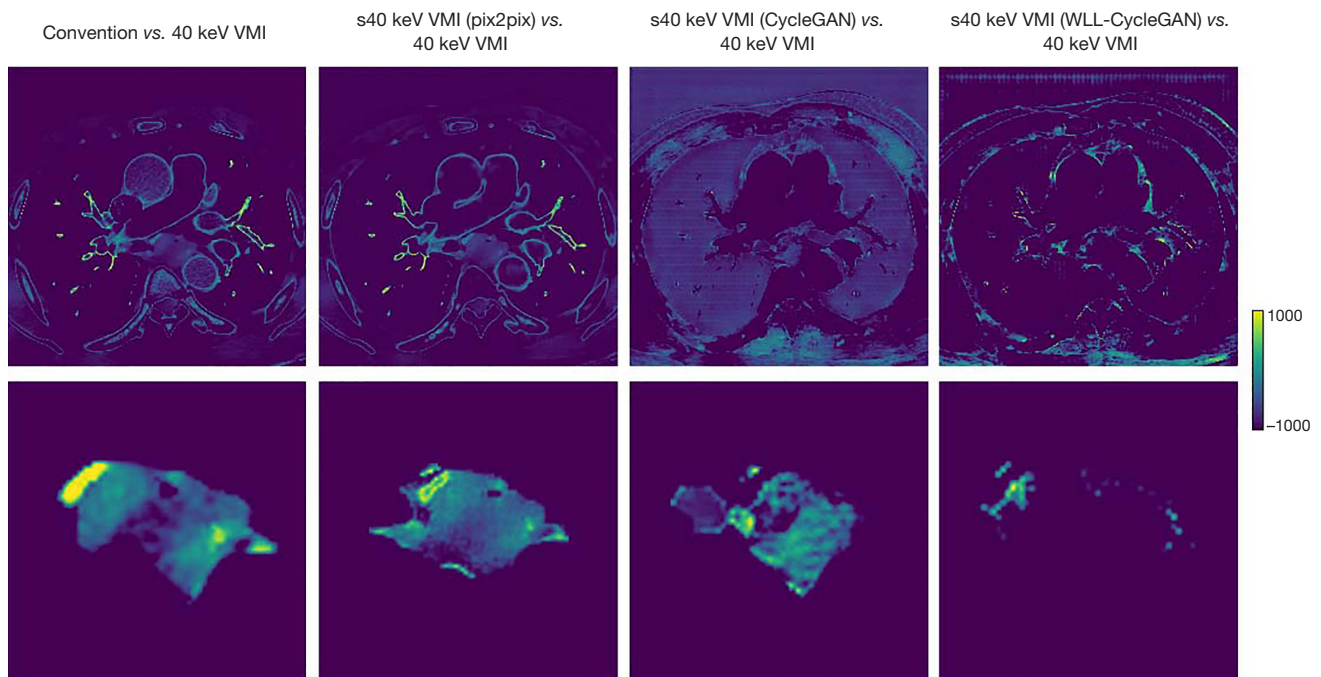 Convention vs. 40 keV VMI
s40 keV VMI (pix2pix) vs.
40 keV VMI
s40 keV VMI (CycleGAN) vs.
40 keV VMI
s40 keV VMI (WLL-CycleGAN) vs.
40 keV VMI
1000
–1000